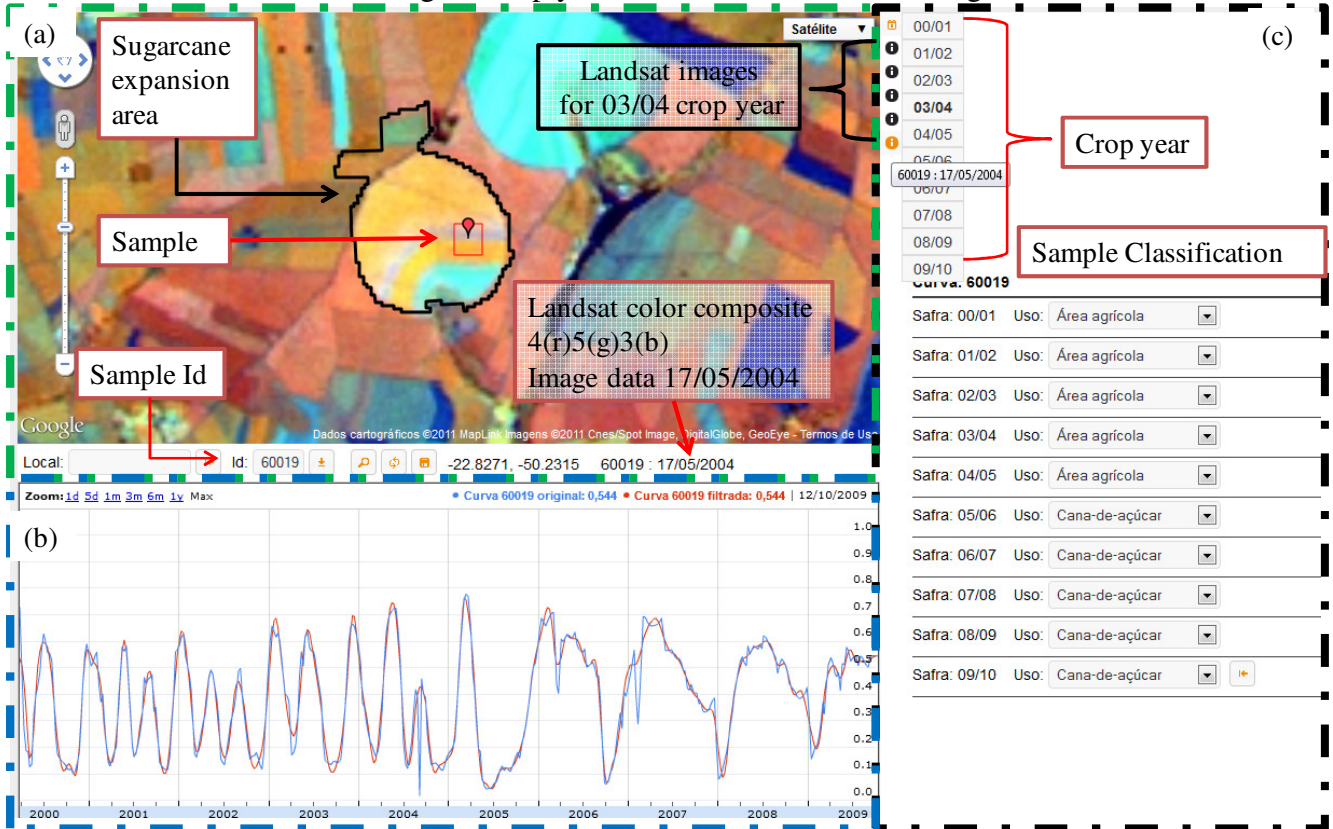 (a)
Sugarcane
expansion
area
Satélite
Landsat images
for 03/04 crop year
Sample
Landsat color composite
4(r)5(g)3(b)
Image data 17/05/2004
Sample Id
Google
Dados cartográficos ©2011 MapLink Imagens ©2011 Cnes/Spot Image, DigitalGlobe, GeoEye - Termos de Uso
Local: Id: 60019 -22.8271, -50.2315 60019 : 17/05/2004
(b)
Zoom: 1d 5d 1m 3m 6m 1y Max
Curva 60019 original: 0,544 Curva 60019 filtrada: 0,544 | 12/10/2009
1.0
0.9
0.8
0.7
0.6
0.5
0.4
0.3
0.2
0.1
0.0
2000 2001 2002 2003 2004 2005 2006 2007 2008 2009
(c)
00/01
01/02
02/03
03/04
04/05
05/06
60019 : 17/05/2004
06/07
07/08
08/09
09/10
Crop year
Sample Classification
Curva: 60019
Safra: 00/01 Uso: Área agrícola
Safra: 01/02 Uso: Área agrícola
Safra: 02/03 Uso: Área agrícola
Safra: 03/04 Uso: Área agrícola
Safra: 04/05 Uso: Área agrícola
Safra: 05/06 Uso: Cana-de-açúcar
Safra: 06/07 Uso: Cana-de-açúcar
Safra: 07/08 Uso: Cana-de-açúcar
Safra: 08/09 Uso: Cana-de-açúcar
Safra: 09/10 Uso: Cana-de-açúcar